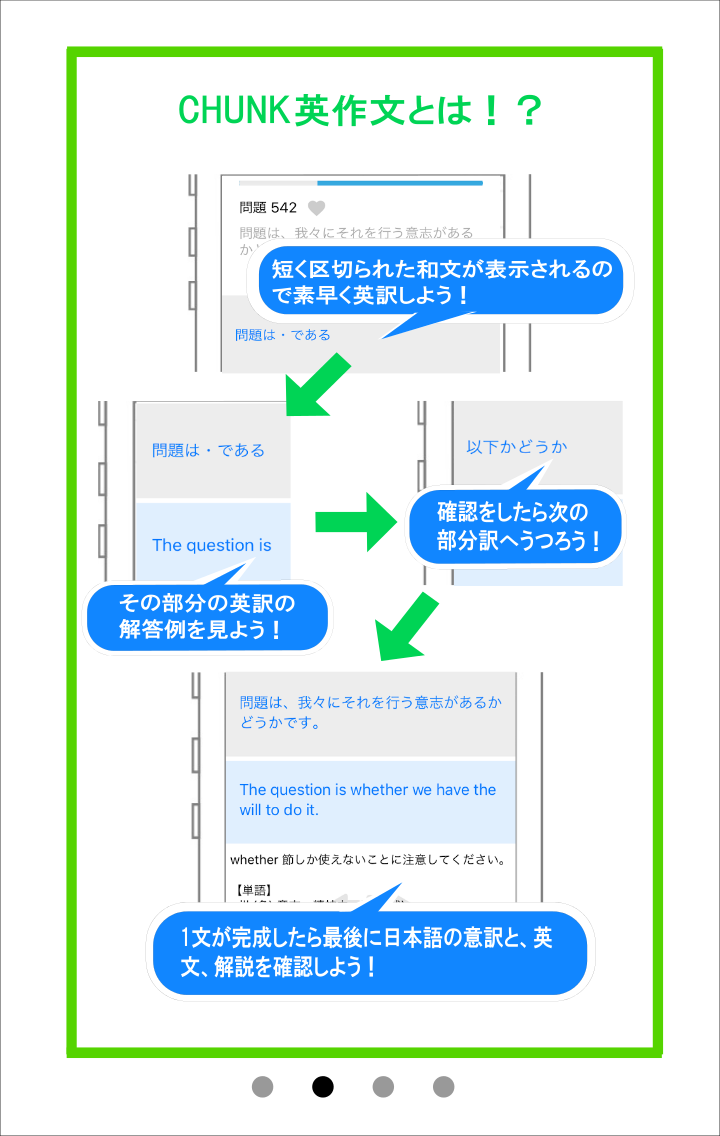 CHUNK英作文とは！？
問題 542
問題は、我々にそれを行う意志がある
短く区切られた和文が表示されるの
で素早く英訳しよう！
問題は・である
問題は・である
The question is
その部分の英訳の
解答例を見よう！
以下かどうか
確認をしたら次の
部分訳へうつろう！
問題は、我々にそれを行う意志があるか
どうかです。
The question is whether we have the
will to do it.
whether 節しか使えないことに注意してください。
【単語】
1文が完成したら最後に日本語の意訳と、英
文、解説を確認しよう！